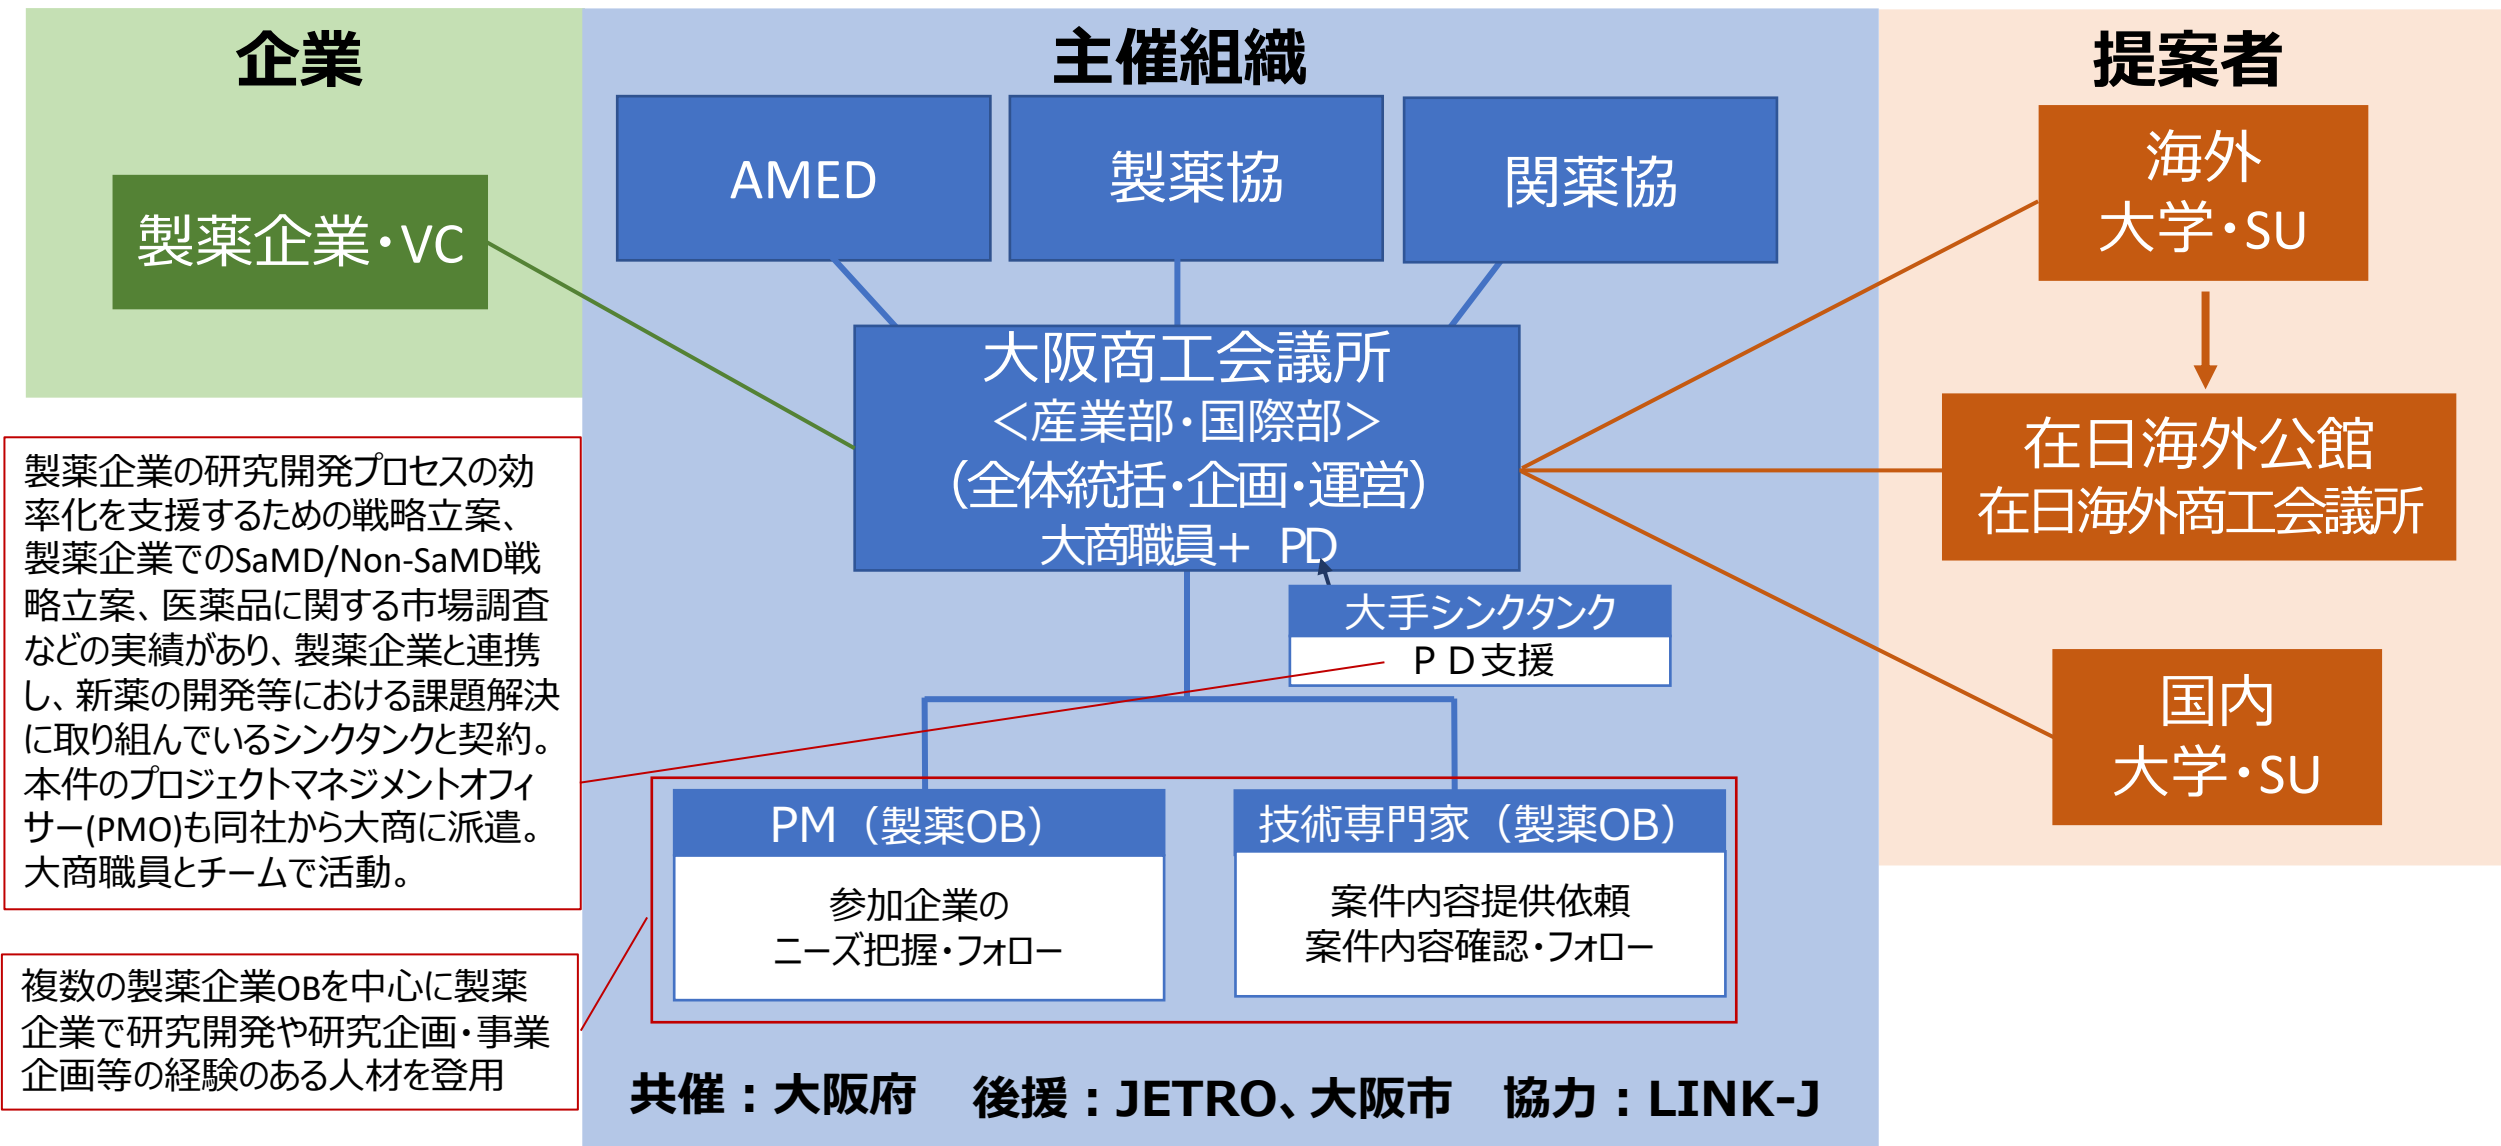 企業
製薬企業・VC
主催組織
AMED
製薬協
関薬協
大阪商工会議所
＜産業部・国際部＞
（全体統括・企画・運営）
大商職員+ PD
大手シンクタンク
ＰＤ支援
PM（製薬OB）
参加企業の
ニーズ把握・フォロー
技術専門家（製薬OB）
案件内容提供依頼
案件内容確認・フォロー
共催：大阪府
後援：JETRO、大阪市
協力：LINK-J
提案者
海外
大学・SU
在日海外公館
在日海外商工会議所
国内
大学・SU
製薬企業の研究開発プロセスの効
率化を支援するための戦略立案、
製薬企業でのSaMD/Non-SaMD戦
略立案、医薬品に関する市場調査
などの実績があり、製薬企業と連携
し、新薬の開発等における課題解決
に取り組んでいるシンクタンクと契約。
本件のプロジェクトマネジメントオフィ
サー(PMO)も同社から大商に派遣。
大商職員とチームで活動。
複数の製薬企業OBを中心に製薬
企業で研究開発や研究企画・事業
企画等の経験のある人材を登用